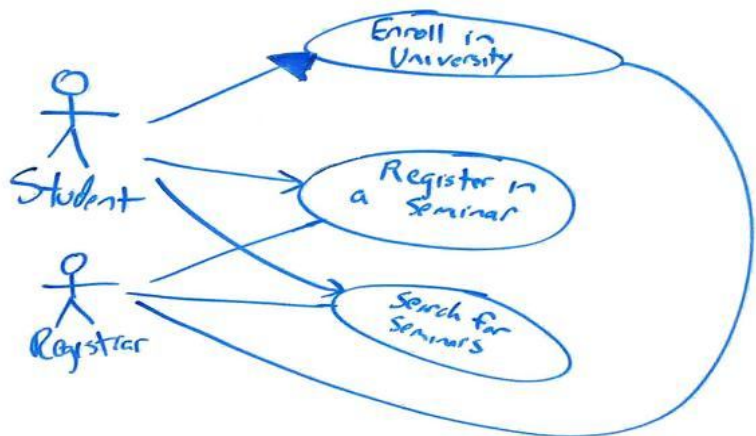 Enroll in
University
Student
Register in
a Seminar
Registrar
Search for
Seminars